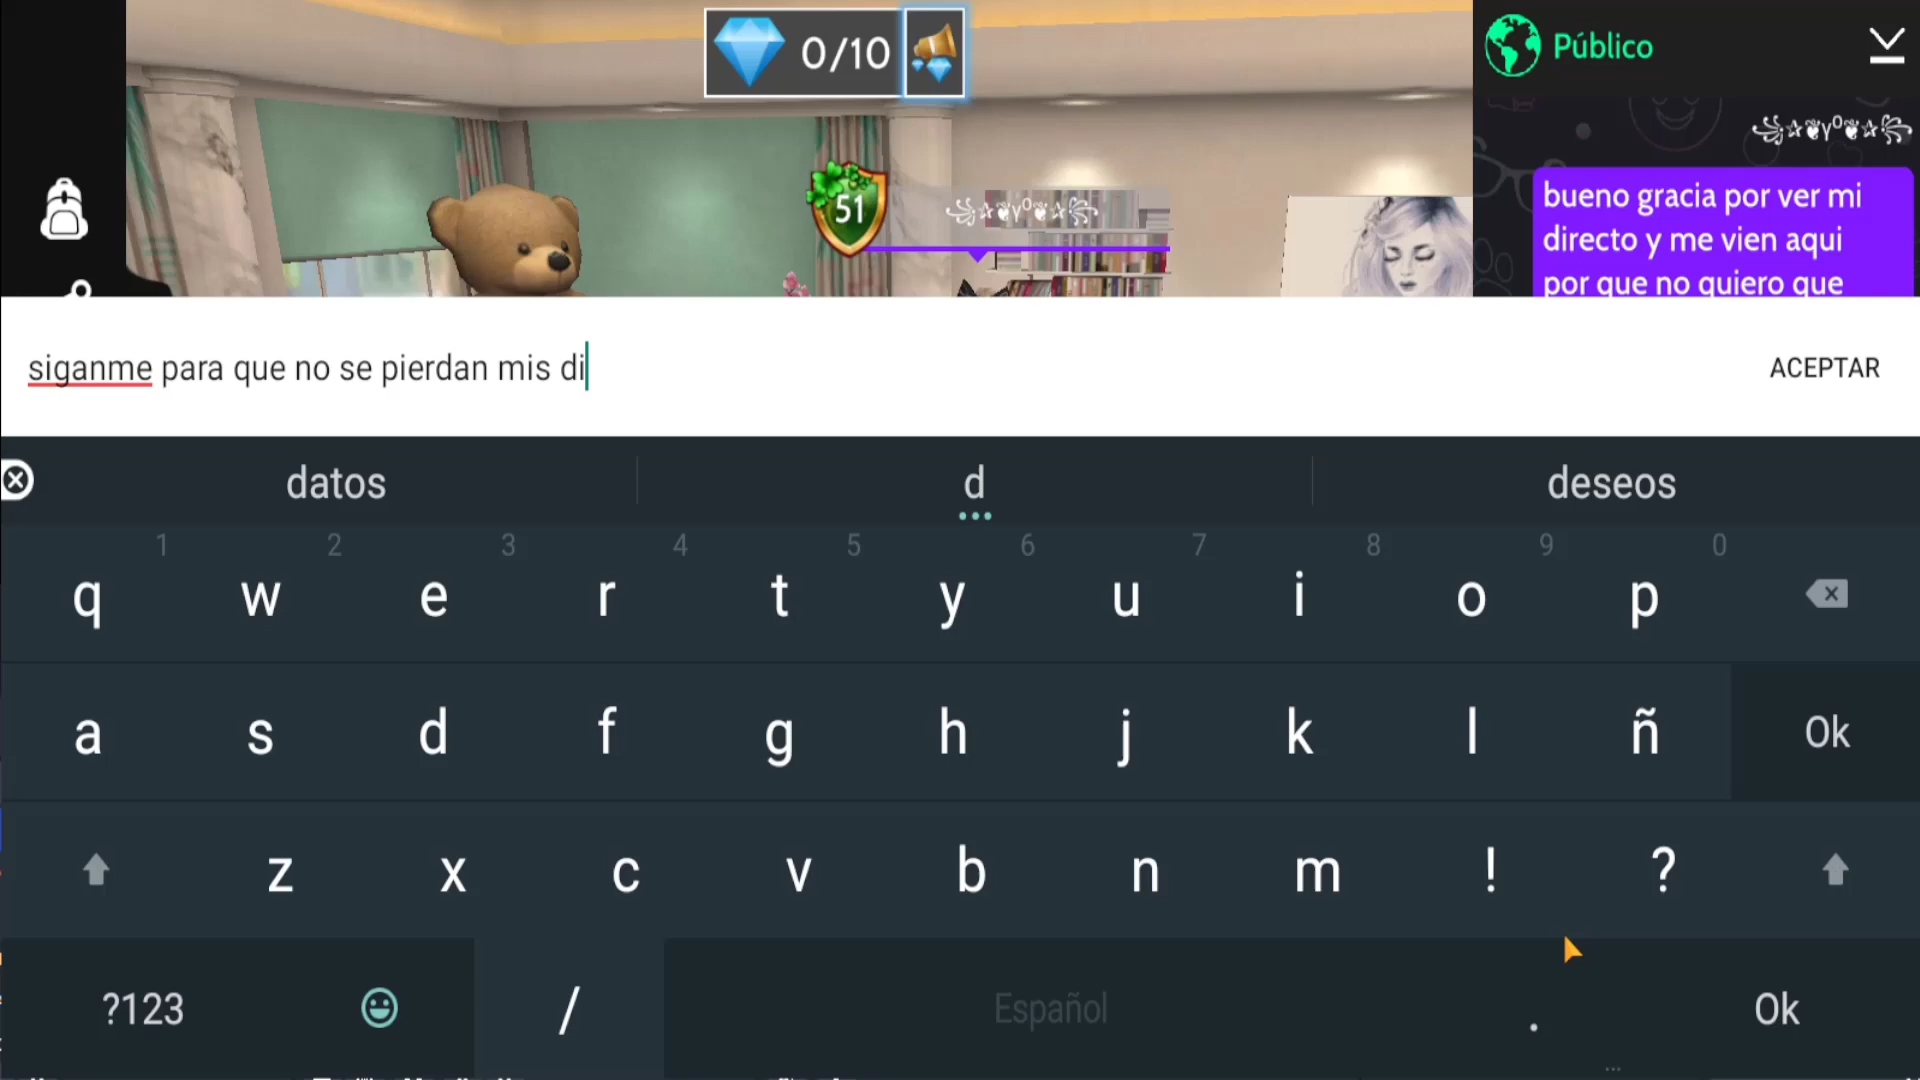 0/10
Público
51
bueno gracia por ver mi
directo y me vien aqui
por que no quiero que
siganme para que no se pierdan mis di
ACEPTAR
datos
d
deseos
1 2 3 4 5 6 7 8 9 0
q w e r t y u i o p
a s d f g h j k l ñ Ok
z x c v b n m ! ?
?123 / Español . Ok